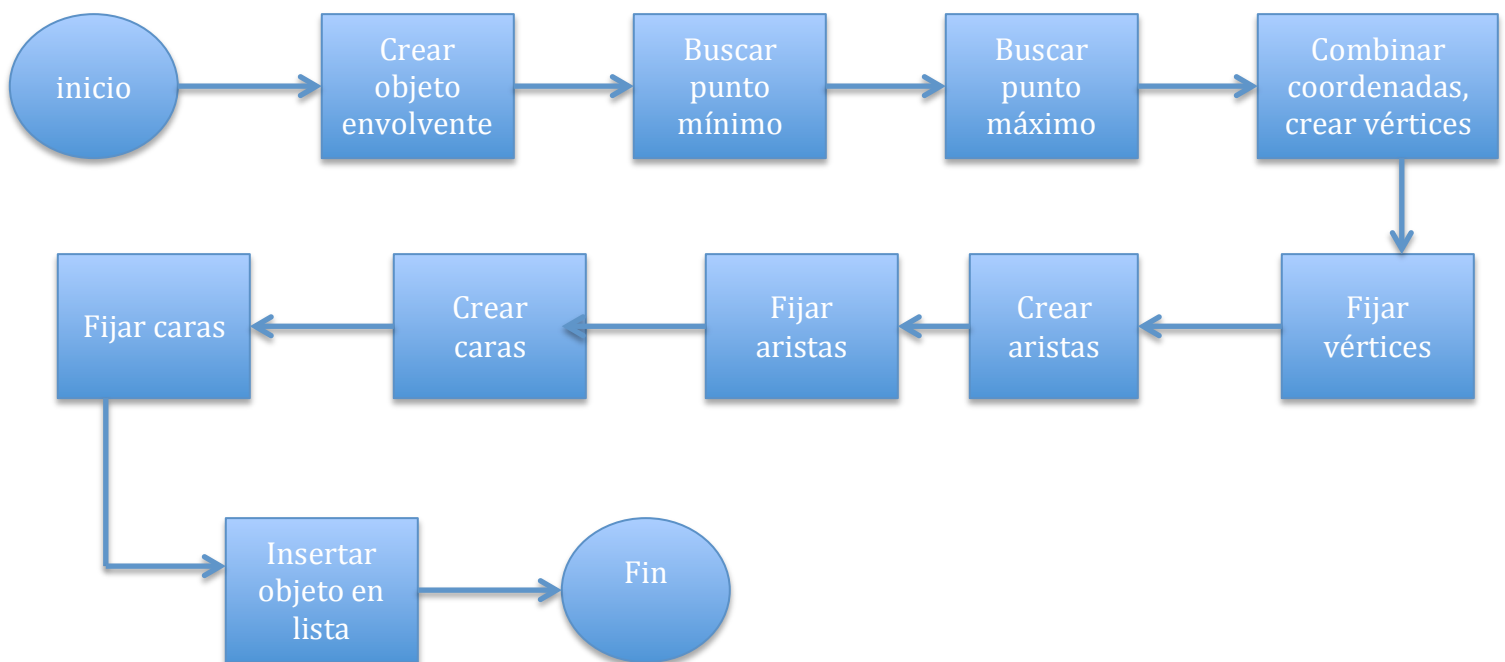 inicio
Crear
objeto
envolvente
Buscar
punto
mínimo
Buscar
punto
máximo
Combinar
coordenadas,
crear vértices
Fijar
vértices
Crear
aristas
Fijar
aristas
Crear
caras
Fijar caras
Insertar
objeto en
lista
Fin